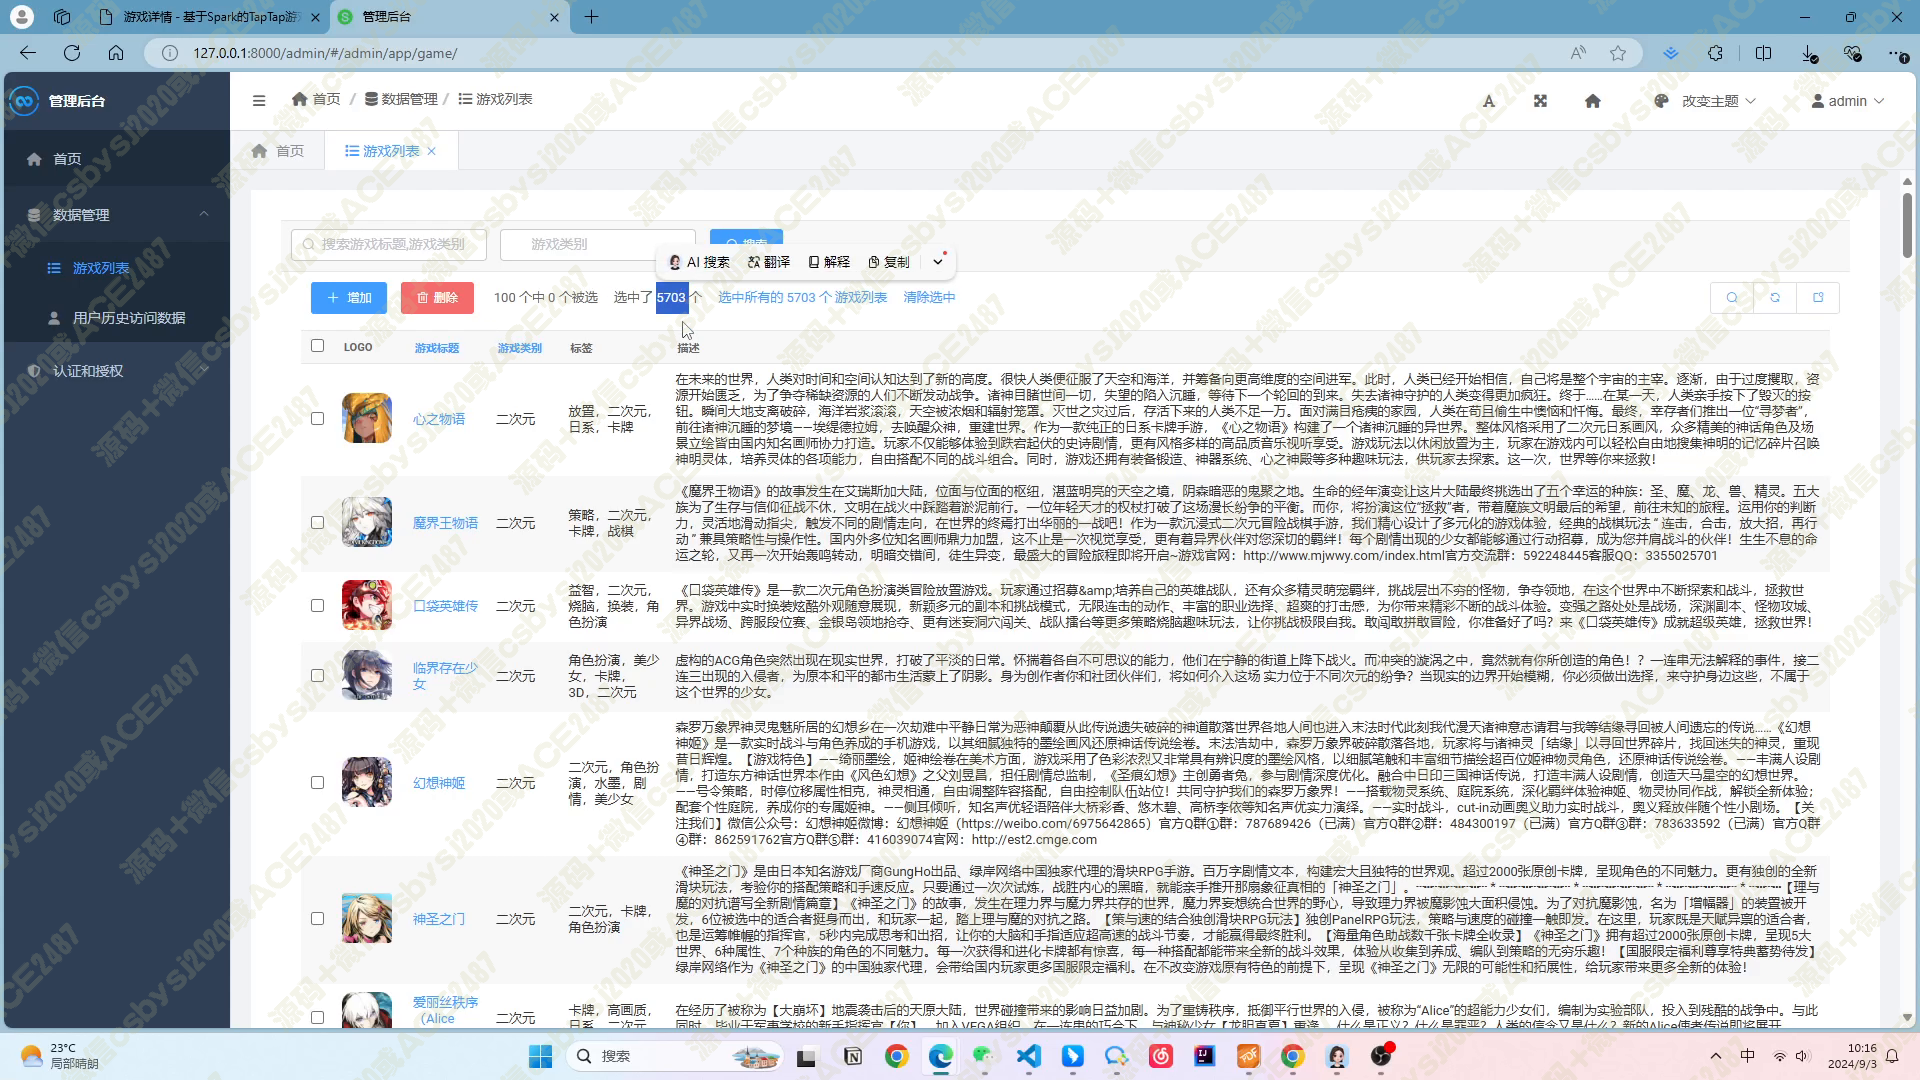 游戏详情 - 基于Spark的TapTap游
管理后台
127.0.0.1:8000/admin/#/admin/app/game/
管理后台
首页 / 数据管理 / 游戏列表
改变主题
admin
首页
数据管理
游戏列表
用户历史访问数据
认证和授权
首页
游戏列表
搜索游戏标题,游戏类别
游戏类别
搜索
AI 搜索 翻译 解释 复制
增加
删除
100 个中 0 个被选 选中了 5703 个 选中所有的 5703 个 游戏列表 清除选中
LOGO 游戏标题 游戏类别 标签 描述
心之物语
二次元
放置，二次元，
日系，卡牌
在未来的世界，人类对时间和空间认知达到了新的高度。很快人类便征服了天空和海洋，并筹备向更高维度的空间进军。此时，人类已经开始相信，自己将是整个宇宙的主宰。逐渐，由于过度攫取，资
源开始匮乏，为了争夺稀缺资源的人们不断发动战争。诸神目睹世间一切，失望的陷入沉睡，等待下一个轮回的到来。失去诸神守护的人类变得更加疯狂。终于……在某一天，人类亲手按下了毁灭的按
钮。瞬间大地支离破碎，海洋岩浆滚滚，天空被浓烟和辐射笼罩。灭世之灾过后，存活下来的人类不足一万。面对满目疮痍的家园，人类在苟且偷生中懊恼和忏悔。最终，幸存者们推出一位“寻梦者”，
前往诸神沉睡的梦境——埃缇德拉姆，去唤醒众神，重建世界。作为一款纯正的日系卡牌手游，《心之物语》构建了一个诸神沉睡的异世界。整体风格采用了二次元日系画风，众多精美的神话角色及场
景立绘皆由国内知名画师协力打造。玩家不仅能够体验到跌宕起伏的史诗剧情，更有风格多样的高品质音乐视听享受。游戏玩法以休闲放置为主，玩家在游戏内可以轻松自由地搜集神明的记忆碎片召唤
神明灵体，培养灵体的各项能力，自由搭配不同的战斗组合。同时，游戏还拥有装备锻造、神器系统、心之神殿等多种趣味玩法，供玩家去探索。这一次，世界等你来拯救！
魔界王物语
二次元
策略，二次元，
卡牌，战棋
《魔界王物语》的故事发生在艾瑞斯加大陆，位面与位面的枢纽，湛蓝明亮的天空之境，阴森暗恶的鬼聚之地。生命的经年演变让这片大陆最终挑选出了五个幸运的种族：圣、魔、龙、兽、精灵。五大
族为了生存与信仰征战不休，文明在战火中踩踏着淤泥前行。一位年轻天才的权杖打破了这场漫长纷争的平衡。而你，将扮演这位“拯救”者，带着魔族文明最后的希望，前往未知的旅程。运用你的判断
力，灵活地滑动指尖，触发不同的剧情走向，在世界的终焉打出华丽的一战吧！作为一款沉浸式二次元冒险战棋手游，我们精心设计了多元化的游戏体验，经典的战棋玩法“连击，合击，放大招，再行
动”兼具策略性与操作性。国内外多位知名画师鼎力加盟，这不止是一次视觉享受，更有着异界伙伴对您深切的羁绊！每个剧情出现的少女都能够通过行动招募，成为您并肩战斗的伙伴！生生不息的命
运之轮，又再一次开始轰鸣转动，明暗交错间，徒生异变，最盛大的冒险旅程即将开启~游戏官网：http://www.mjwwy.com/index.html官方交流群：592248445客服QQ：3355025701
口袋英雄传
二次元
益智，二次元，
烧脑，换装，角
色扮演
《口袋英雄传》是一款二次元角色扮演类冒险放置游戏。玩家通过招募&amp;培养自己的英雄战队，还有众多精灵萌宠羁绊，挑战层出不穷的怪物，争夺领地，在这个世界中不断探索和战斗，拯救世
界。游戏中实时换装炫酷外观随意展现，新颖多元的副本和挑战模式，无限连击的动作、丰富的职业选择、超爽的打击感，为你带来精彩不断的战斗体验。变强之路处处是战场，深渊副本、怪物攻城、
异界战场、跨服段位赛、金银岛领地抢夺、更有迷妄洞穴闯关、战队擂台等更多策略烧脑趣味玩法，让你挑战极限自我。敢闯敢拼敢冒险，你准备好了吗？来《口袋英雄传》成就超级英雄，拯救世界！
临界存在少
女
二次元
角色扮演，美少
女，卡牌，
3D，二次元
虚构的ACG角色突然出现在现实世界，打破了平淡的日常。怀揣着各自不可思议的能力，他们在宁静的街道上降下战火。而冲突的漩涡之中，竟然就有你所创造的角色！？一连串无法解释的事件，接二
连三出现的入侵者，为原本和平的都市生活蒙上了阴影。身为创作者你和社团伙伴们，将如何介入这场 实力位于不同次元的纷争？当现实的边界开始模糊，你必须做出选择，来守护身边这些，不属于
这个世界的少女。
幻想神姬
二次元
二次元，角色扮
演，水墨，剧
情，美少女
森罗万象界神灵鬼魅所居的幻想乡在一次劫难中平静日常为恶神颠覆从此传说遗失破碎的神道散落世界各地人间也进入末法时代此刻我代漫天诸神意志请君与我等结缘寻回被人间遗忘的传说……《幻想
神姬》是一款实时战斗与角色养成的手机游戏，以其细腻独特的墨绘画风还原神话传说绘卷。末法浩劫中，森罗万象界破碎散落各地，玩家将与诸神灵「结缘」以寻回世界碎片，找回迷失的神灵，重现
昔日辉煌。【游戏特色】——绮丽墨绘，姬神绘卷在美术方面，游戏采用了色彩浓烈又非常具有辨识度的墨绘风格，以细腻笔触和丰富细节描绘超百位姬神物灵角色，还原神话传说绘卷。——丰满人设剧
情，打造东方神话世界本作由《风色幻想》之父刘昱昌，担任剧情总监制，《圣痕幻想》主创勇者兔，参与剧情深度优化。融合中日印三国神话传说，打造丰满人设剧情，创造天马星空的幻想世界。
——号令策略，时停位移属性相克，神灵相通，自由调整阵容搭配，自由控制队伍站位！共同守护我们的森罗万象界！——搭载物灵系统、庭院系统，深化羁绊体验神姬、物灵协同作战，解锁全新体验；
配套个性庭院，养成你的专属姬神。——侧耳倾听，知名声优轻语陪伴大柄彩香、悠木碧、高桥李依等知名声优实力演绎。——实时战斗，cut-in动画奥义助力实时战斗，奥义释放伴随个性小剧场。【关
注我们】微信公众号：幻想神姬微博：幻想神姬（https://weibo.com/6975642865）官方Q群①群：787689426（已满）官方Q群②群：484300197（已满）官方Q群③群：783633592（已满）官方Q群
④群：862591762官方Q群⑤群：416039074官网：http://est2.cmge.com
神圣之门
二次元
二次元，卡牌，
角色扮演
《神圣之门》是由日本知名游戏厂商GungHo出品、绿岸网络中国独家代理的滑块RPG手游。百万字剧情文本，构建宏大且独特的世界观。超过2000张原创卡牌，呈现角色的不同魅力。更有独创的全新
滑块玩法，考验你的搭配策略和手速反应。只要通过一次次试炼，战胜内心的黑暗，就能亲手推开那扇象征真相的「神圣之门」。【理与
魔的对抗谱写全新剧情篇章】《神圣之门》的故事，发生在理力界与魔力界共存的世界，魔力界妄想统合世界的野心，导致理力界被魔影蚀大面积侵蚀。为了对抗魔影蚀，名为「增幅器」的装置被开
发，6位被选中的适合者挺身而出，和玩家一起，踏上理与魔的对抗之路。【策与速的结合独创滑块RPG玩法】独创PanelRPG玩法，策略与速度的碰撞一触即发。在这里，玩家既是天赋异禀的适合者，
也是运筹帷幄的指挥官，5秒内完成思考和出招，让你的大脑和手指适应超高速的战斗节奏，才能赢得最终胜利。【海量角色助战数千张卡牌全收录】《神圣之门》拥有超过2000张原创卡牌，呈现5大
世界、6种属性、7个种族的角色的不同魅力。每一次获得和进化卡牌都有惊喜，每一种搭配都能带来全新的战斗效果，体验从收集到养成、编队到策略的无穷乐趣！【国服限定福利尊享特典蓄势待发】
绿岸网络作为《神圣之门》的中国独家代理，会带给国内玩家更多国服限定福利。在不改变游戏原有特色的前提下，呈现《神圣之门》无限的可能性和拓展性，给玩家带来更多全新的体验！
爱丽丝秩序
（Alice
二次元
卡牌，高画质，
日系，二次元
在经历了被称为【大崩坏】地震袭击后的天原大陆，世界碰撞带来的影响日益加剧。为了重铸秩序，抵御平行世界的入侵，被称为“Alice”的超能力少女们，编制为实验部队，投入到残酷的战争中。与此
23°C
局部晴朗
搜索
中
10:16
2024/9/3
源码+微信csbysj2020或ACE2487